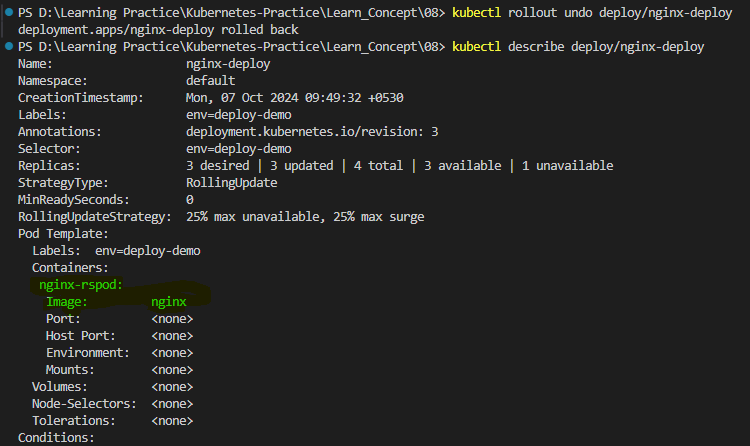 PS D:\Learning Practice\Kubernetes-Practice\Learn_Concept\08> kubectl rollout undo deploy/nginx-deploy
deployment.apps/nginx-deploy rolled back
PS D:\Learning Practice\Kubernetes-Practice\Learn_Concept\08> kubectl describe deploy/nginx-deploy
Name:                   nginx-deploy
Namespace:              default
CreationTimestamp:      Mon, 07 Oct 2024 09:49:32 +0530
Labels:                 env=deploy-demo
Annotations:            deployment.kubernetes.io/revision: 3
Selector:               env=deploy-demo
Replicas:               3 desired | 3 updated | 4 total | 3 available | 1 unavailable
StrategyType:           RollingUpdate
MinReadySeconds:        0
RollingUpdateStrategy:  25% max unavailable, 25% max surge
Pod Template:
  Labels:  env=deploy-demo
  Containers:
   nginx-rspod:
    Image:         nginx
    Port:          <none>
    Host Port:     <none>
    Environment:   <none>
    Mounts:        <none>
  Volumes:         <none>
  Node-Selectors:  <none>
  Tolerations:     <none>
Conditions: